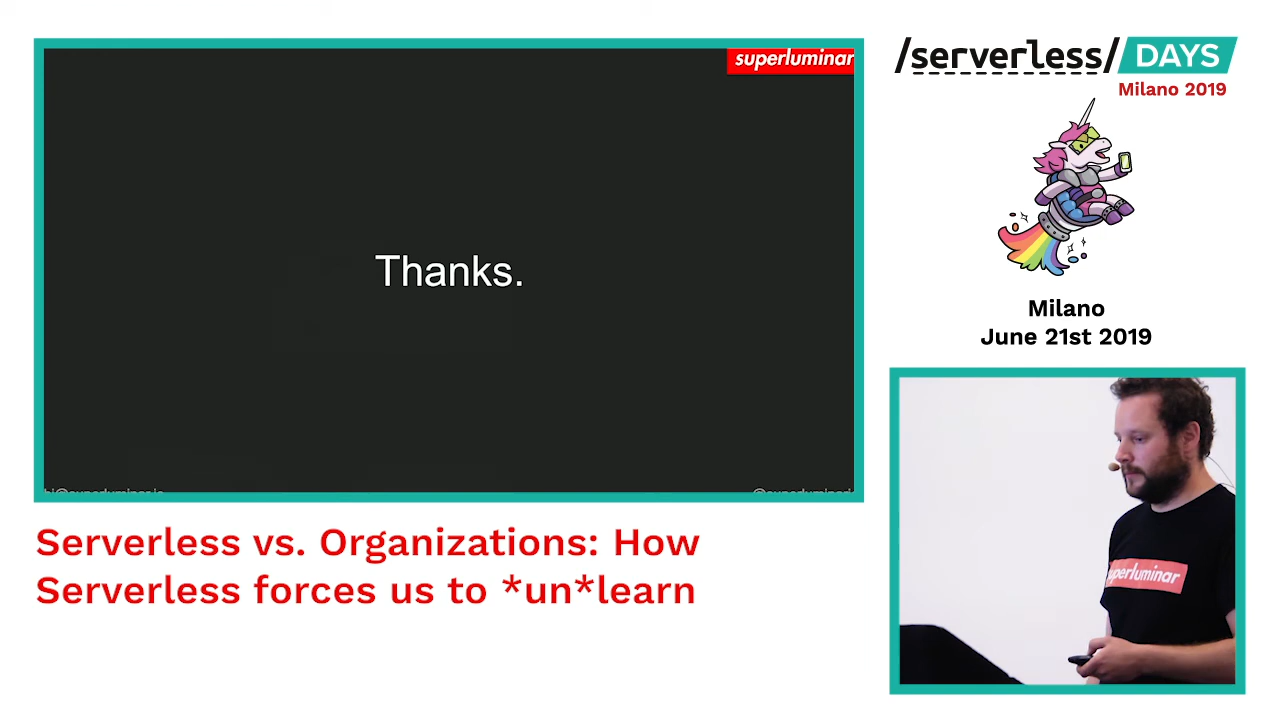 superluminar
Thanks.
/serverless/ DAYS
Milano 2019
Milano
June 21st 2019
superluminar
Serverless vs. Organizations: How
Serverless forces us to *un*learn